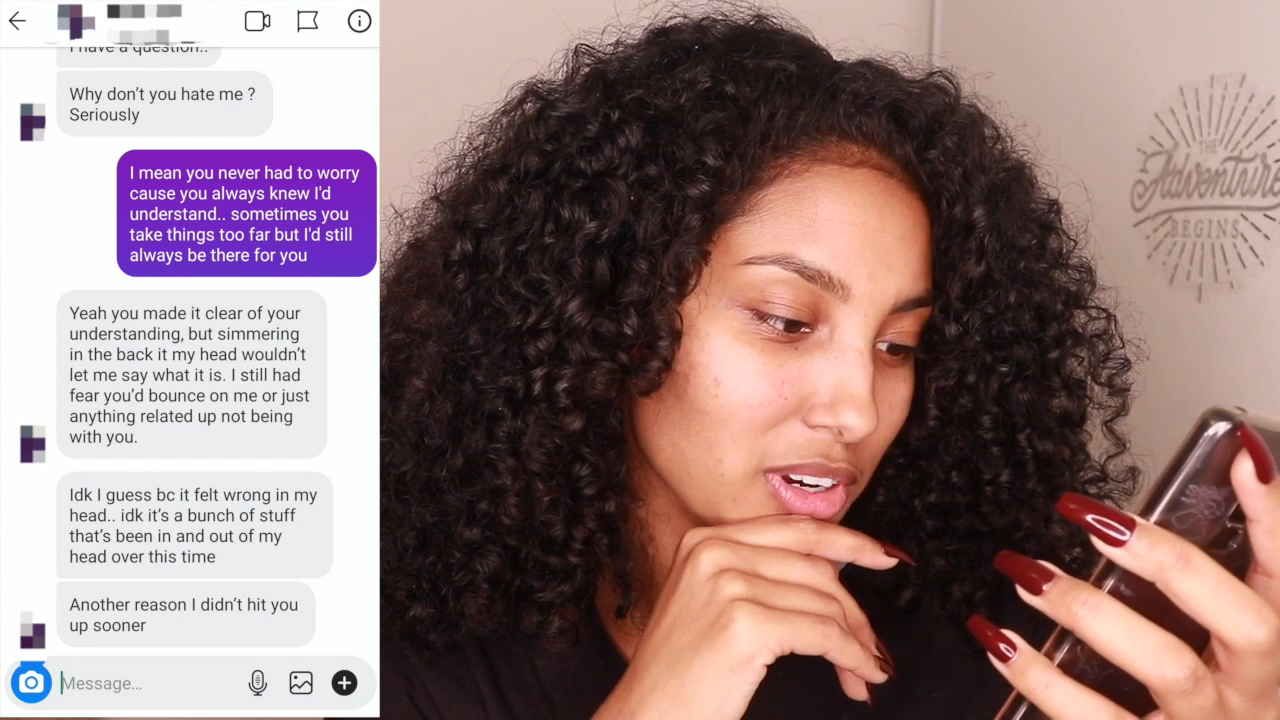 I have a question..
Why don't you hate me ?
Seriously
I mean you never had to worry
cause you always knew I'd
understand.. sometimes you
take things too far but I'd still
always be there for you
Yeah you made it clear of your
understanding, but simmering
in the back it my head wouldn't
let me say what it is. I still had
fear you'd bounce on me or just
anything related up not being
with you.
Idk I guess bc it felt wrong in my
head.. idk it's a bunch of stuff
that's been in and out of my
head over this time
Another reason I didn't hit you
up sooner
Message...
THE
Adventure
BEGINS